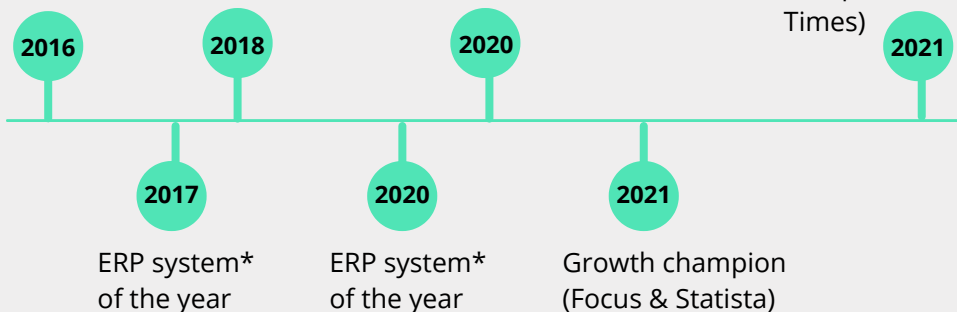 Times)
2016
2018
2020
2021
2017
2020
2021
ERP system*
of the year
ERP system*
of the year
Growth champion
(Focus & Statista)